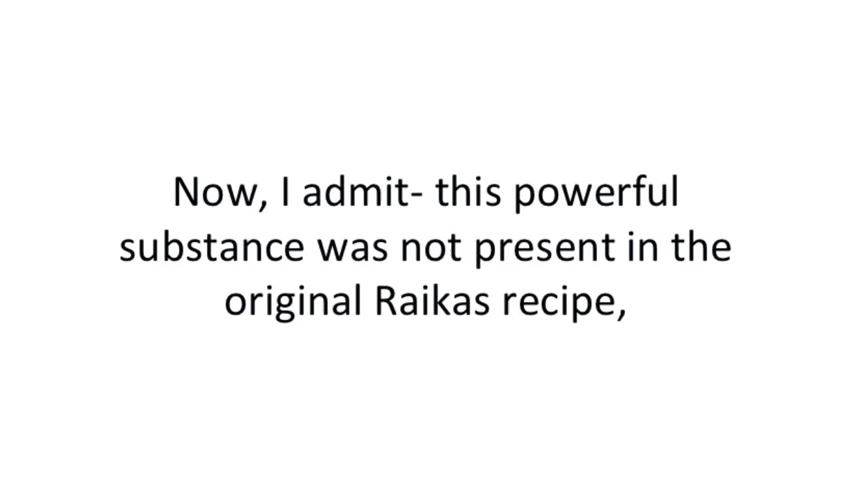 Now, I admit- this powerful
substance was not present in the
original Raikas recipe,